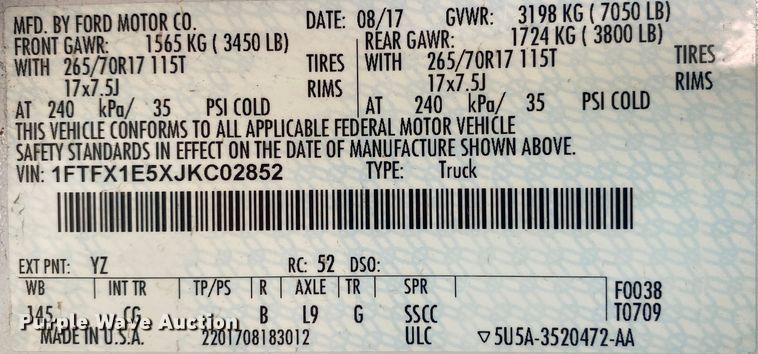 MFD. BY FORD MOTOR CO. DATE: 08/17 GVWR: 3198 KG ( 7050 LB)
FRONT GAWR: 1565 KG ( 3450 LB) REAR GAWR: 1724 KG ( 3800 LB)
WITH 265/70R17 115T TIRES WITH 265/70R17 115T TIRES
17x7.5J RIMS 17x7.5J RIMS
AT 240 kPa/ 35 PSI COLD AT 240 kPa/ 35 PSI COLD
THIS VEHICLE CONFORMS TO ALL APPLICABLE FEDERAL MOTOR VEHICLE
SAFETY STANDARDS IN EFFECT ON THE DATE OF MANUFACTURE SHOWN ABOVE.
VIN: 1FTFX1E5XJKC02852 TYPE: Truck
EXT PNT: YZ RC: 52 DSO:
WB INT TR TP/PS R AXLE TR SPR F0038
145 CG B L9 G SSCC T0709
Purple Wave Auction
MADE IN U.S.A. 2201708183012 ULC ▽5U5A-3520472-AA